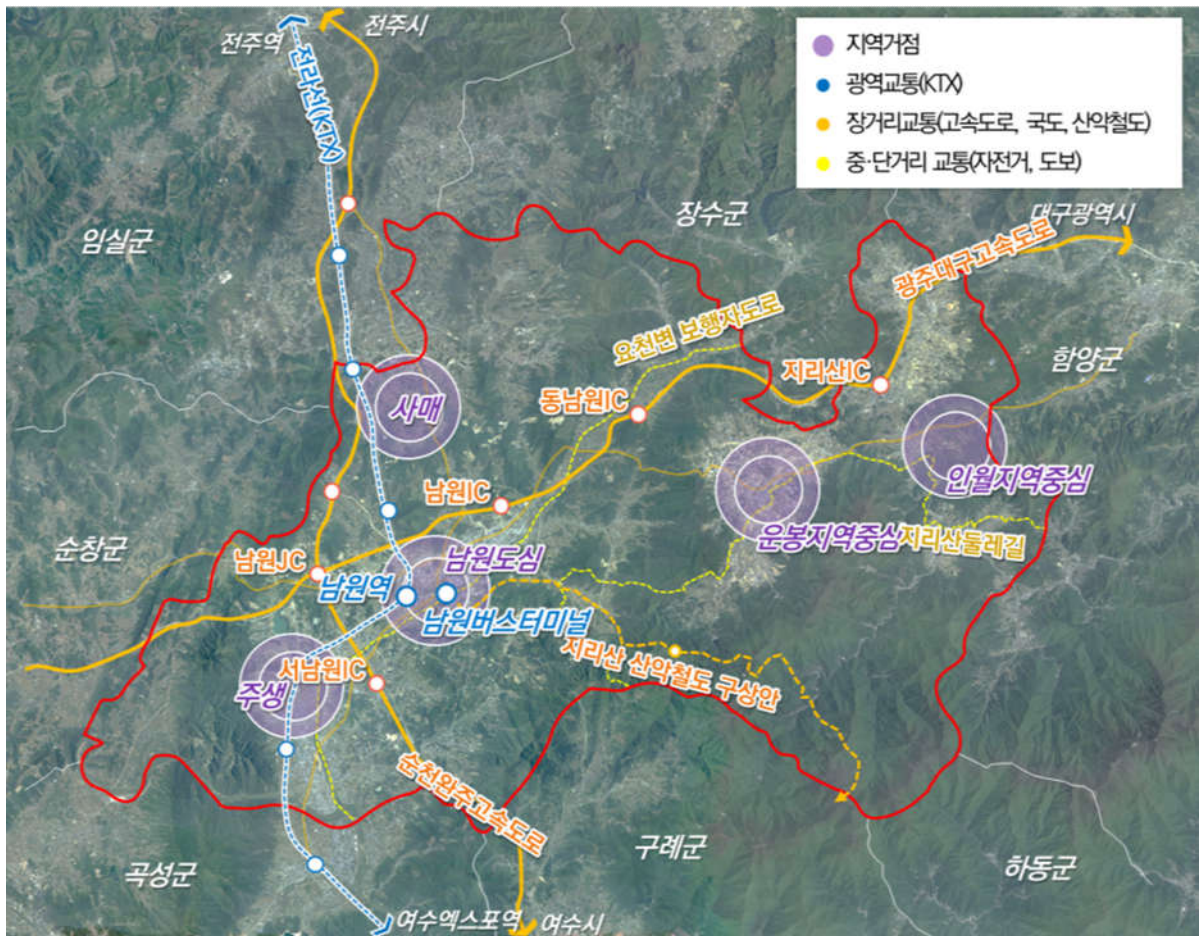 전주역
전주시
전라선(KTX)
지역거점
광역교통(KTX)
장거리교통(고속도로, 국도, 산악철도)
중·단거리 교통(자전거, 도보)
임실군
장수군
대구광역시
광주대구고속도로
요천변 보행자도로
함양군
지리산IC
동남원IC
사매
남원IC
인월지역중심
운봉지역중심
지리산둘레길
순창군
남원JC
남원도심
남원역
남원버스터미널
지리산 산악철도 구상안
서남원IC
주생
순천완주고속도로
구례군
곡성군
하동군
여수엑스포역
여수시